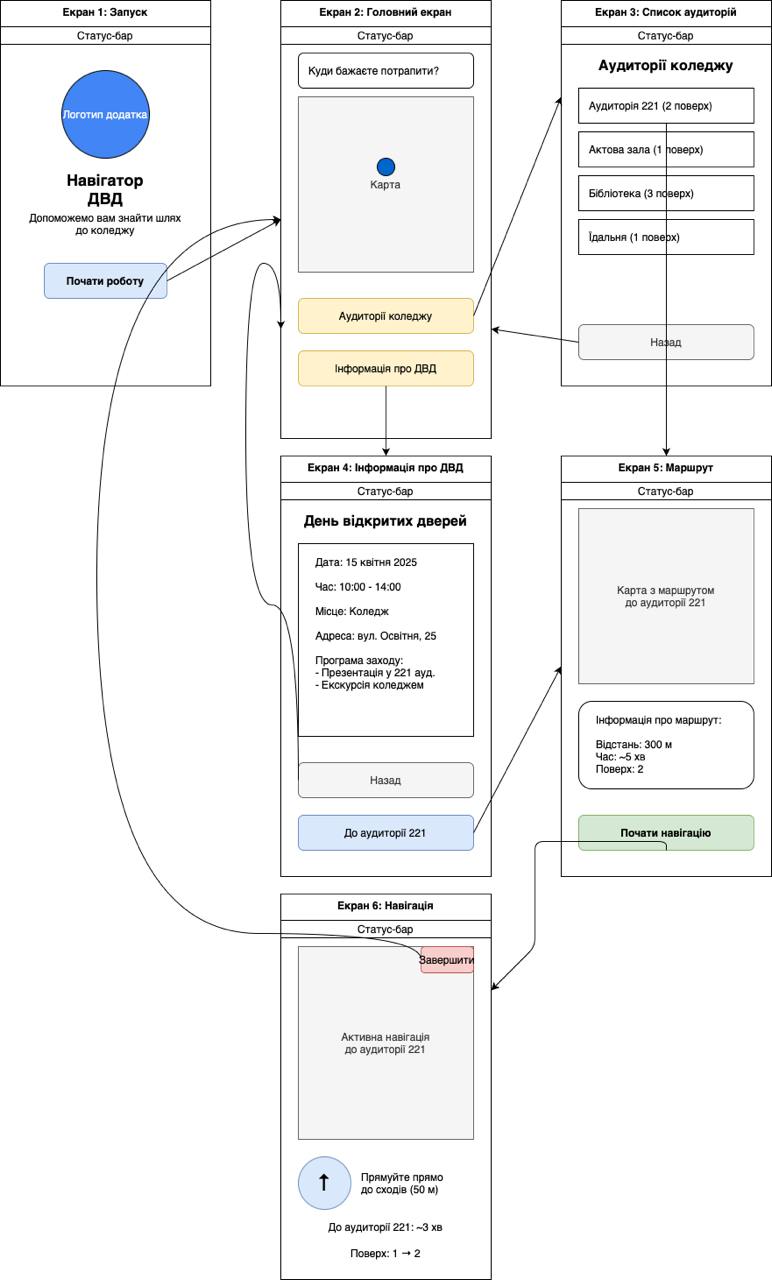 Екран 1: Запуск
Статус-бар
Логотип додатка
Навігатор
ДВД
Допоможемо вам знайти шлях
до коледжу
Почати роботу
Екран 2: Головний екран
Статус-бар
Куди бажаєте потрапити?
Карта
Аудиторії коледжу
Інформація про ДВД
Екран 3: Список аудиторій
Статус-бар
Аудиторії коледжу
Аудиторія 221 (2 поверх)
Актова зала (1 поверх)
Бібліотека (3 поверх)
Їдальня (1 поверх)
Назад
Екран 4: Інформація про ДВД
Статус-бар
День відкритих дверей
Дата: 15 квітня 2025
Час: 10:00 - 14:00
Місце: Коледж
Адреса: вул. Освітня, 25
Програма заходу:
- Презентація у 221 ауд.
- Екскурсія коледжем
Назад
До аудиторії 221
Екран 5: Маршрут
Статус-бар
Карта з маршрутом
до аудиторії 221
Інформація про маршрут:
Відстань: 300 м
Час: ~5 хв
Поверх: 2
Почати навігацію
Екран 6: Навігація
Статус-бар
Завершити
Активна навігація
до аудиторії 221
↑
Прямуйте прямо
до сходів (50 м)
До аудиторії 221: ~3 хв
Поверх: 1 → 2